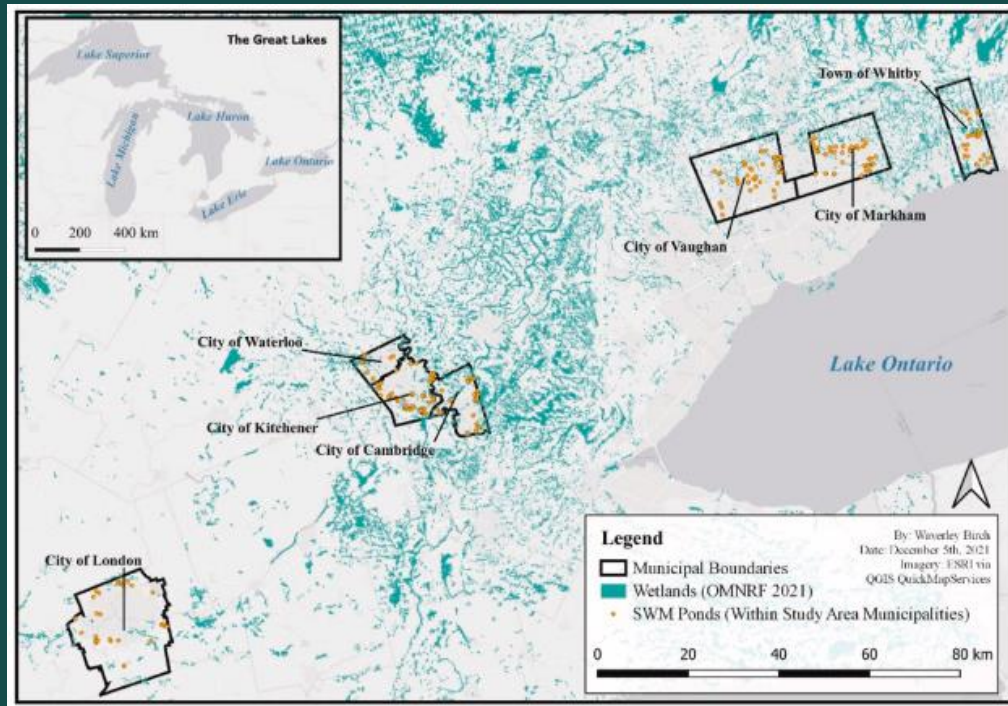 The Great Lakes
Lake Superior
Lake Huron
Lake Michigan
Lake Ontario
Lake Erie
0 200 400 km
Town of Whitby
City of Markham
City of Vaughan
City of Waterloo
Lake Ontario
City of Kitchener
City of Cambridge
City of London
Legend
By: Waverley Birch
Date: December 5th, 2021
Imagery: ESRI via
QGIS QuickMapServices
Municipal Boundaries
Wetlands (OMNRF 2021)
SWM Ponds (Within Study Area Municipalities)
0 20 40 60 80 km